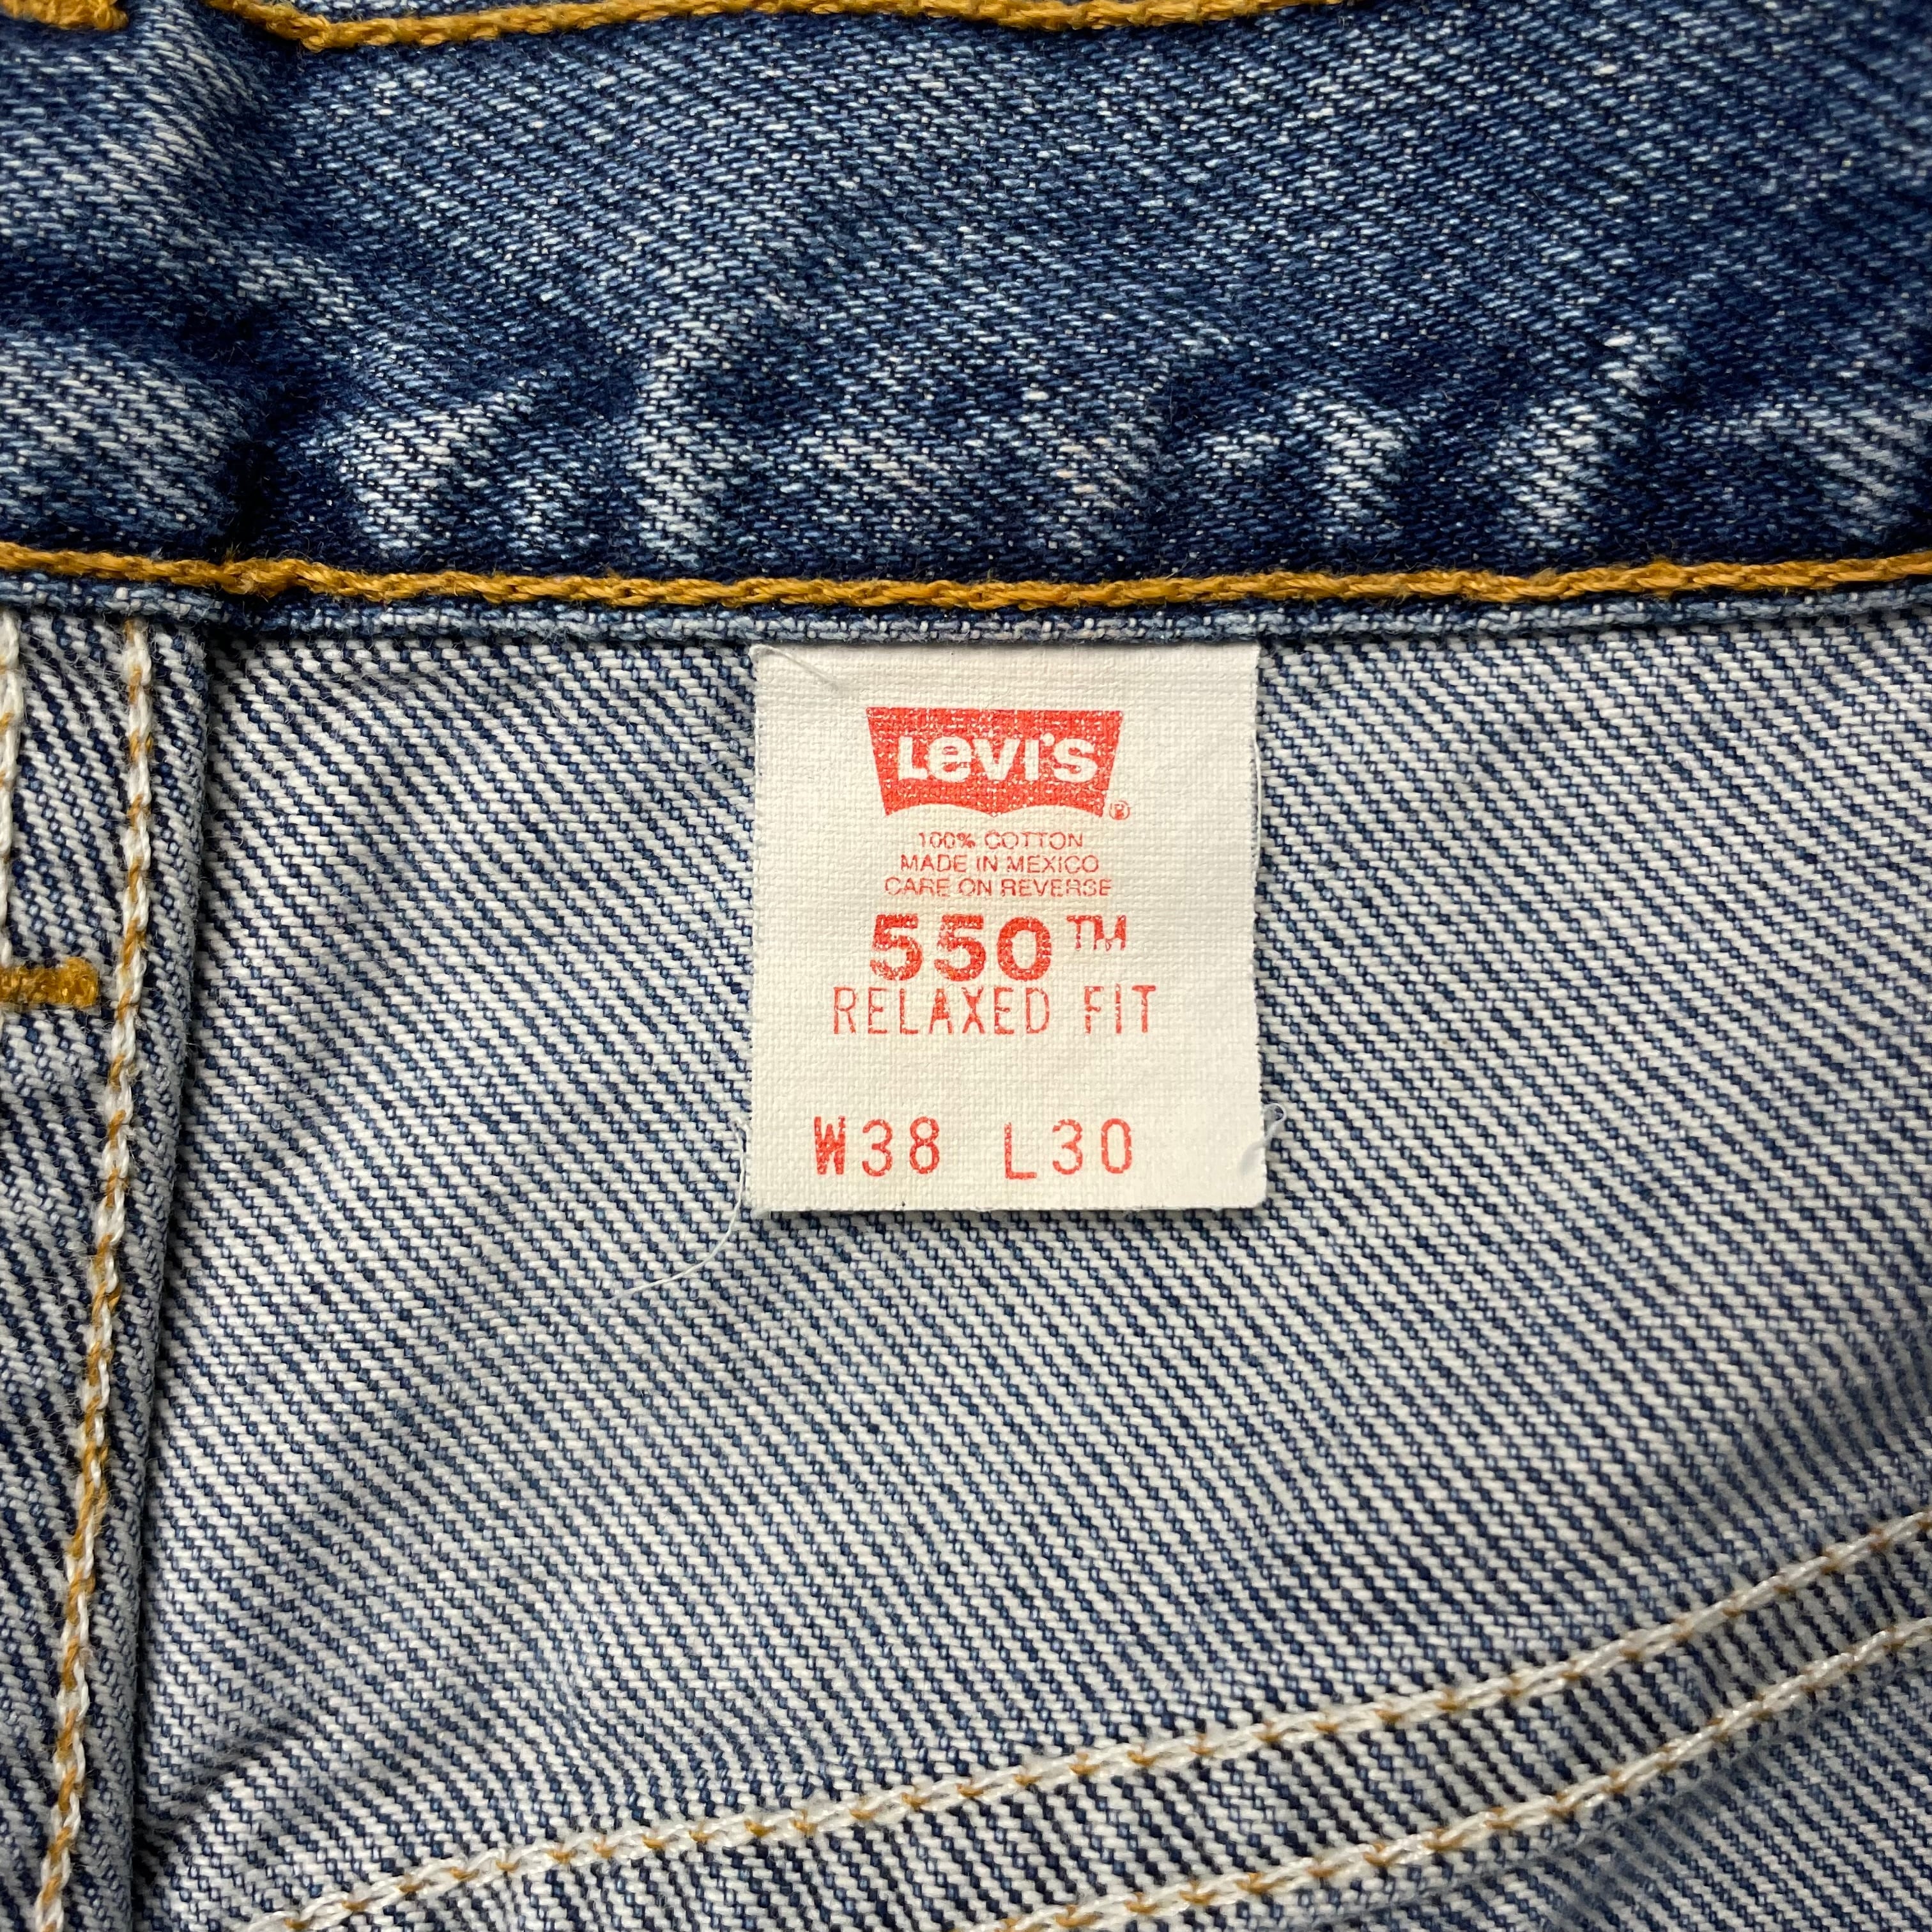 Levi's ®
100% COTTON
MADE IN MEXICO
CARE ON REVERSE
550™
RELAXED FIT
W38 L30